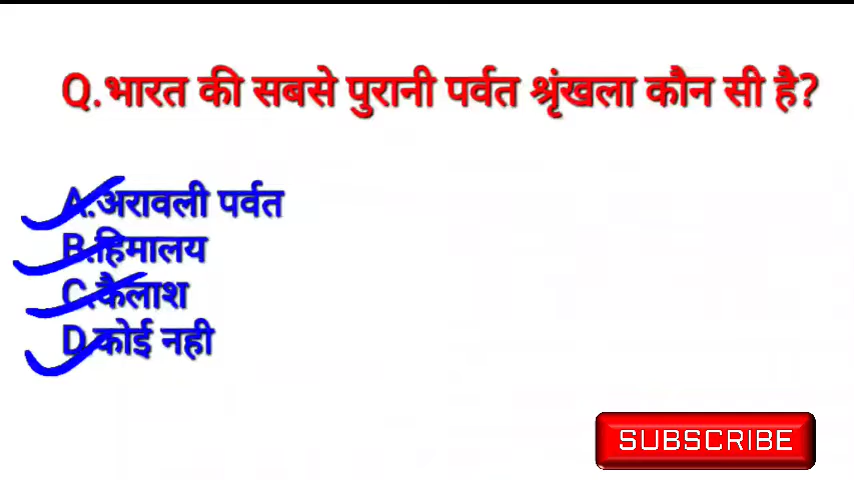 Q.भारत की सबसे पुरानी पर्वत श्रृंखला कौन सी है?
A.अरावली पर्वत
B.हिमालय
C.कैलाश
D.कोई नही
SUBSCRIBE